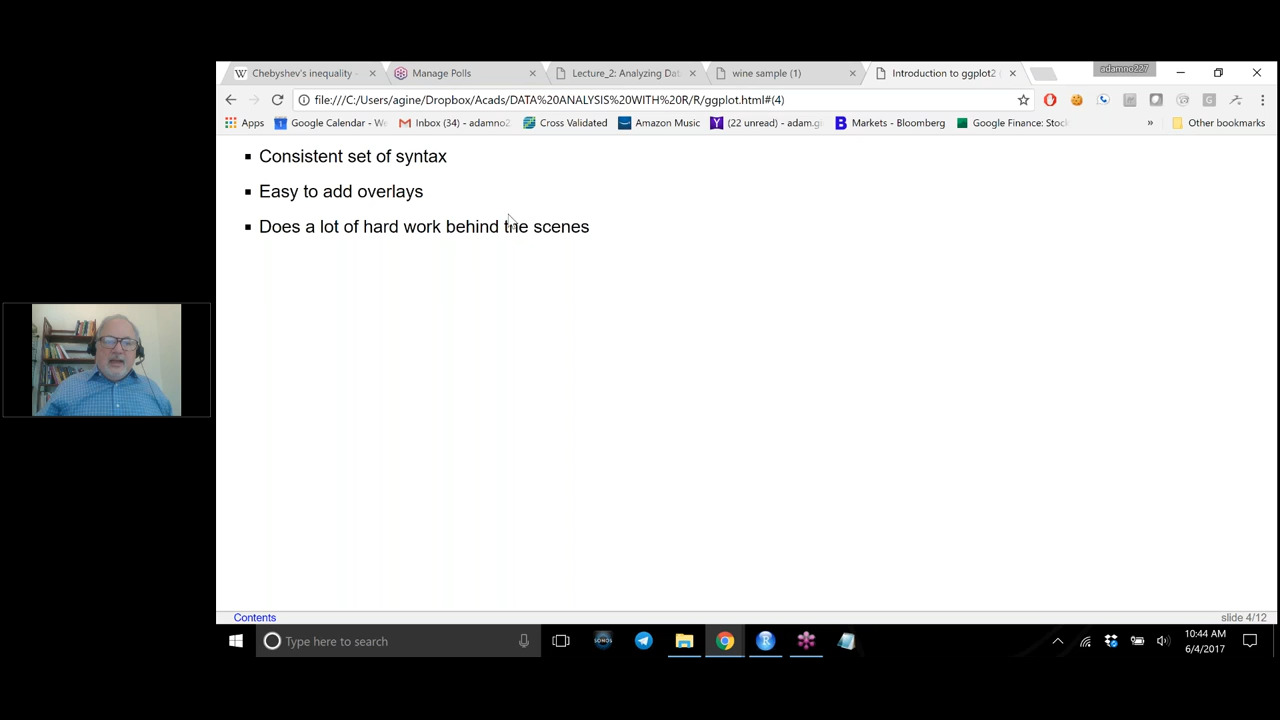 Chebyshev's inequality -
Manage Polls
Lecture_2: Analyzing Dat
wine sample (1)
Introduction to ggplot2
adamno227
file:///C:/Users/agine/Dropbox/Acads/DATA%20ANALYSIS%20WITH%20R/R/ggplot.html#(4)
Apps
Google Calendar - We
Inbox (34) - adamno2
Cross Validated
Amazon Music
(22 unread) - adam.g
Markets - Bloomberg
Google Finance: Stock
»
Other bookmarks
Consistent set of syntax
Easy to add overlays
Does a lot of hard work behind the scenes
Contents
slide 4/12
Type here to search
SONOS
10:44 AM
6/4/2017